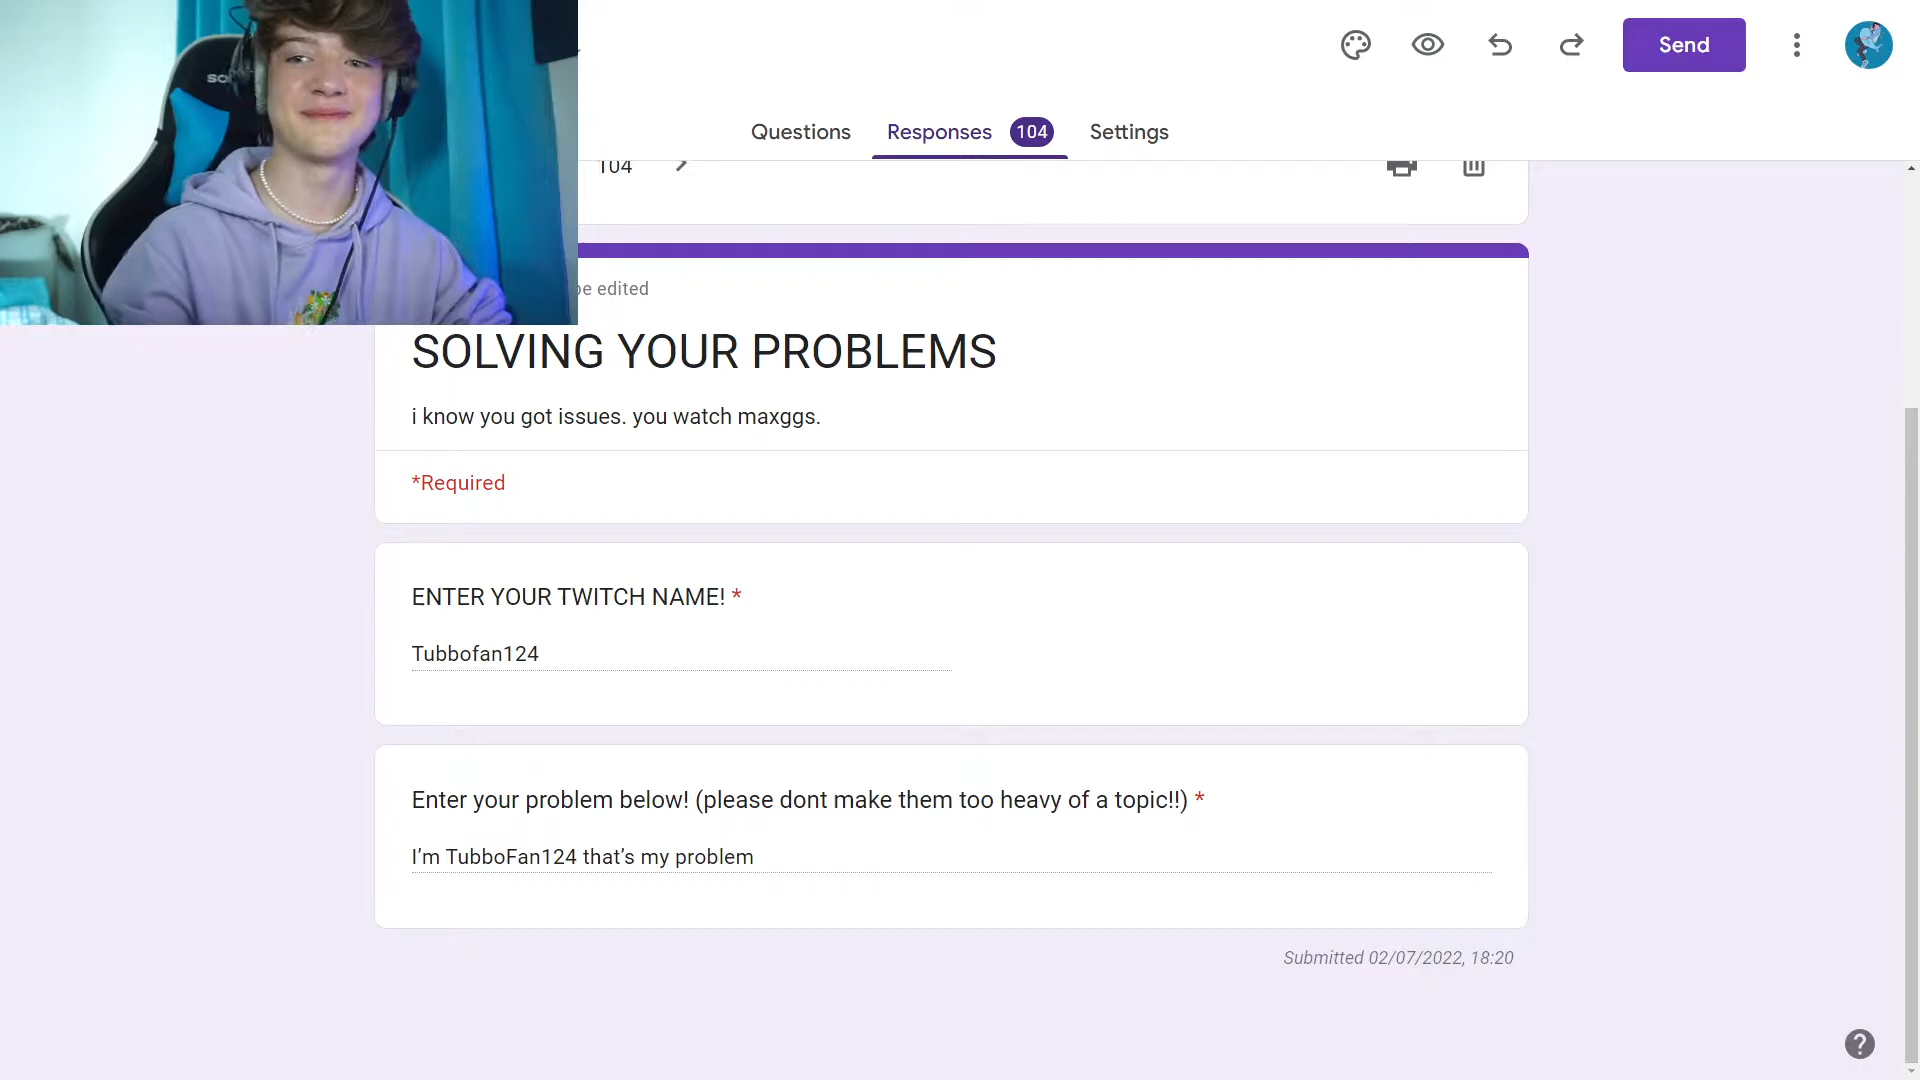 Send
Questions
Responses 104
Settings
104
be edited
SOLVING YOUR PROBLEMS
i know you got issues. you watch maxggs.
*Required
ENTER YOUR TWITCH NAME! *
Tubbofan124
Enter your problem below! (please dont make them too heavy of a topic!!) *
I’m TubboFan124 that’s my problem
Submitted 02/07/2022, 18:20